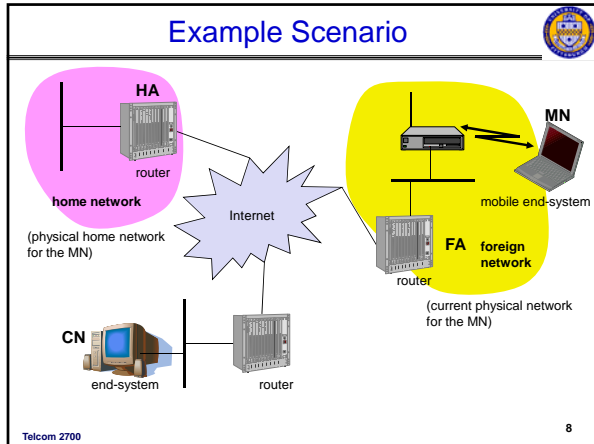 Example Scenario
HA
router
home network
(physical home network
for the MN)
Internet
MN
mobile end-system
FA
foreign
network
router
(current physical network
for the MN)
CN
end-system
router
Telcom 2700
8